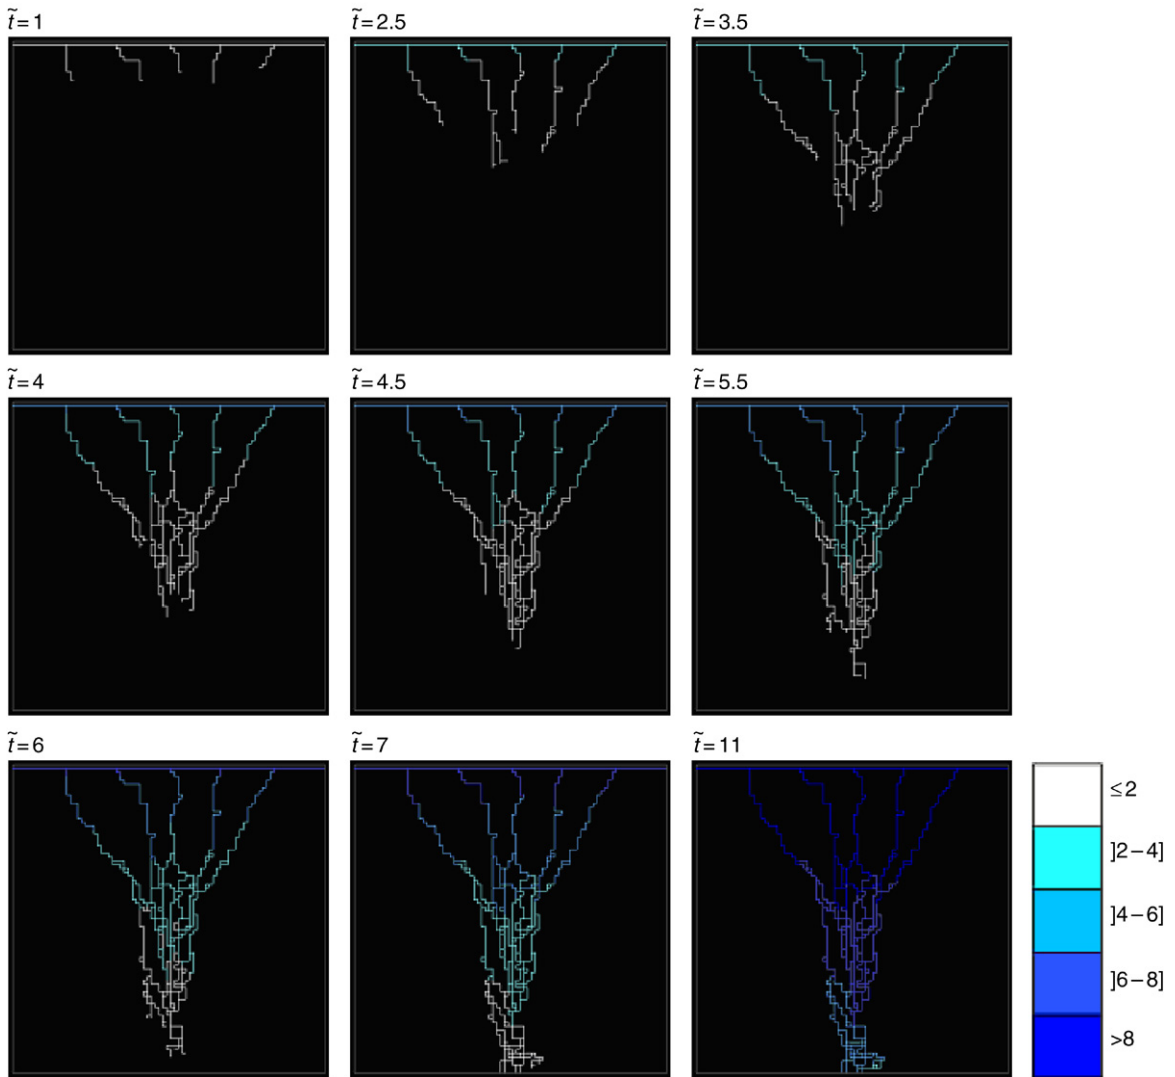 t̃=1
t̃=2.5
t̃=3.5
t̃=4
t̃=4.5
t̃=5.5
t̃=6
t̃=7
t̃=11
≤2
]2−4]
]4−6]
]6−8]
>8